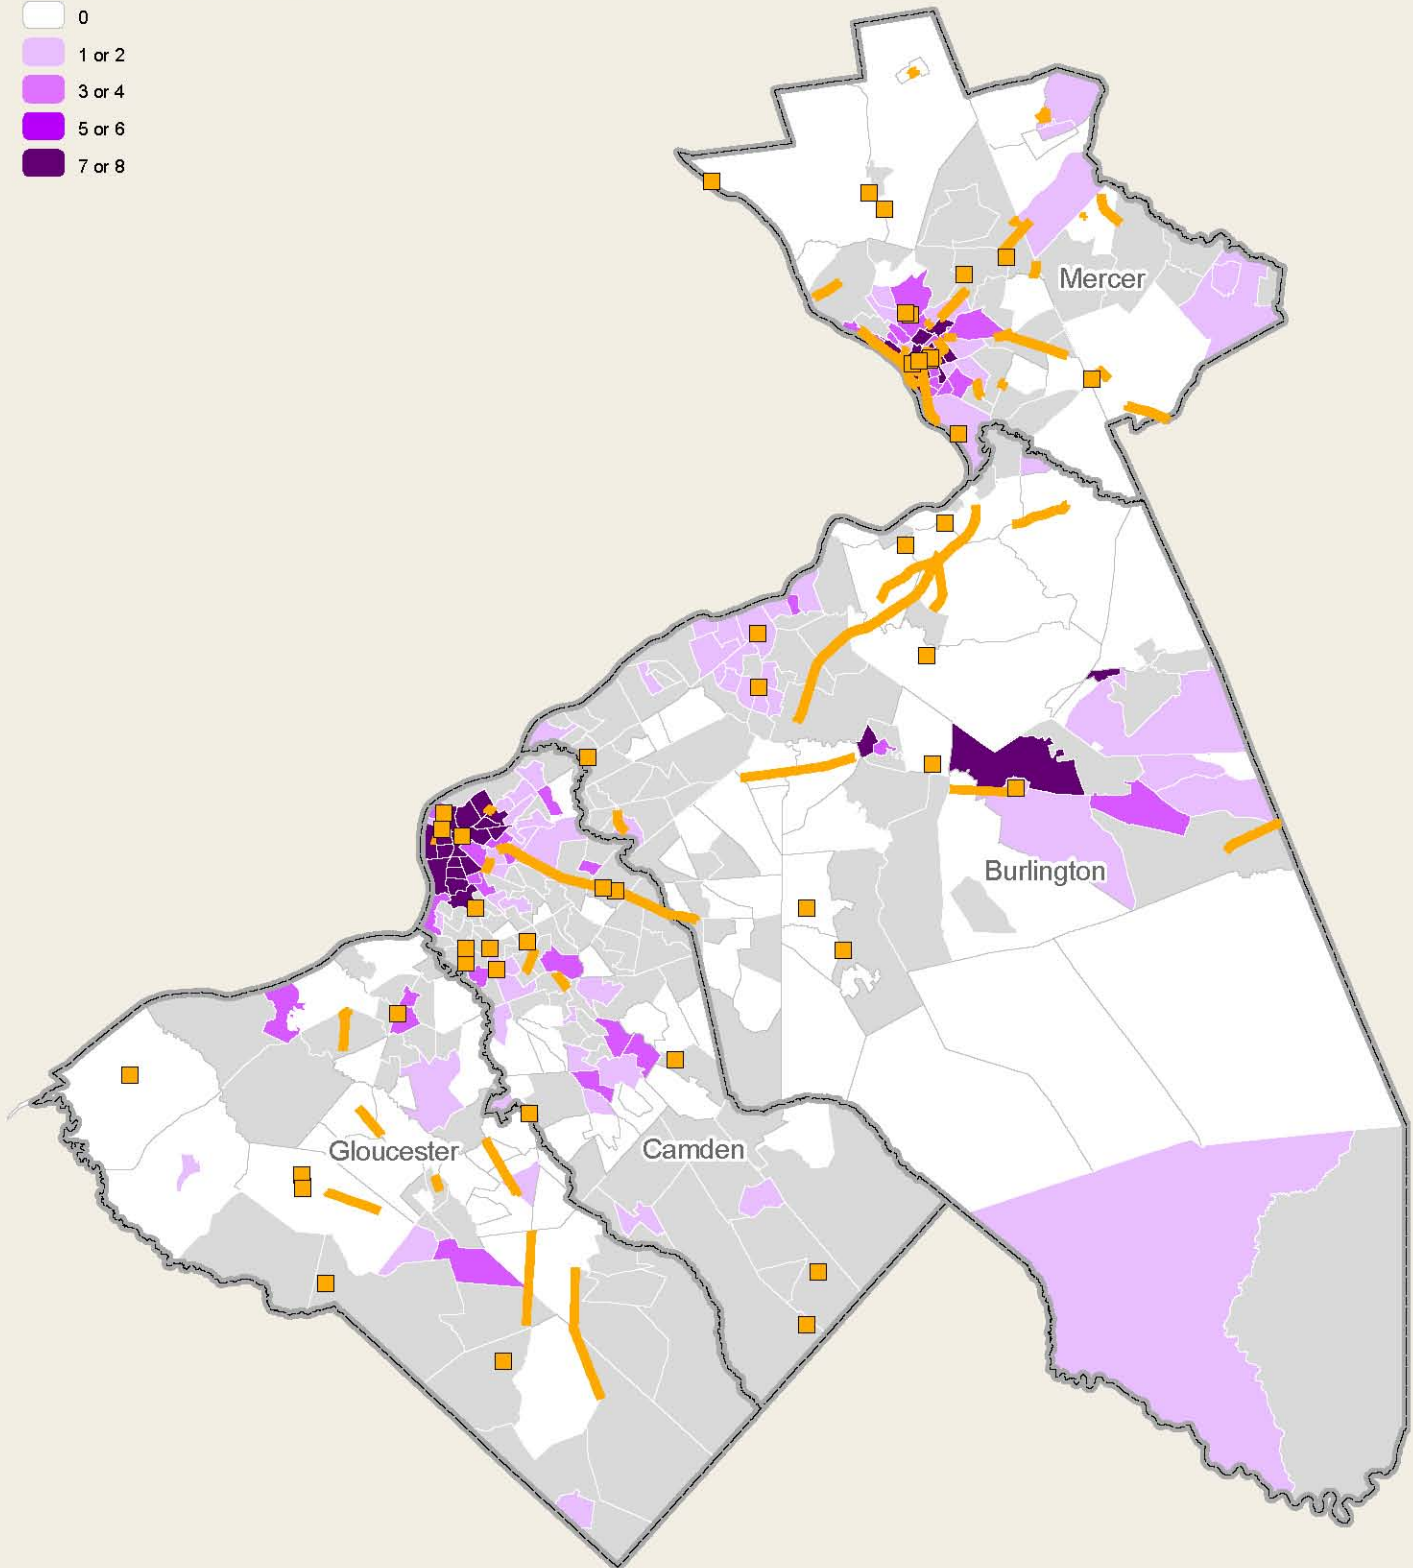 0
1 or 2
3 or 4
5 or 6
7 or 8
Mercer
Burlington
Gloucester
Camden